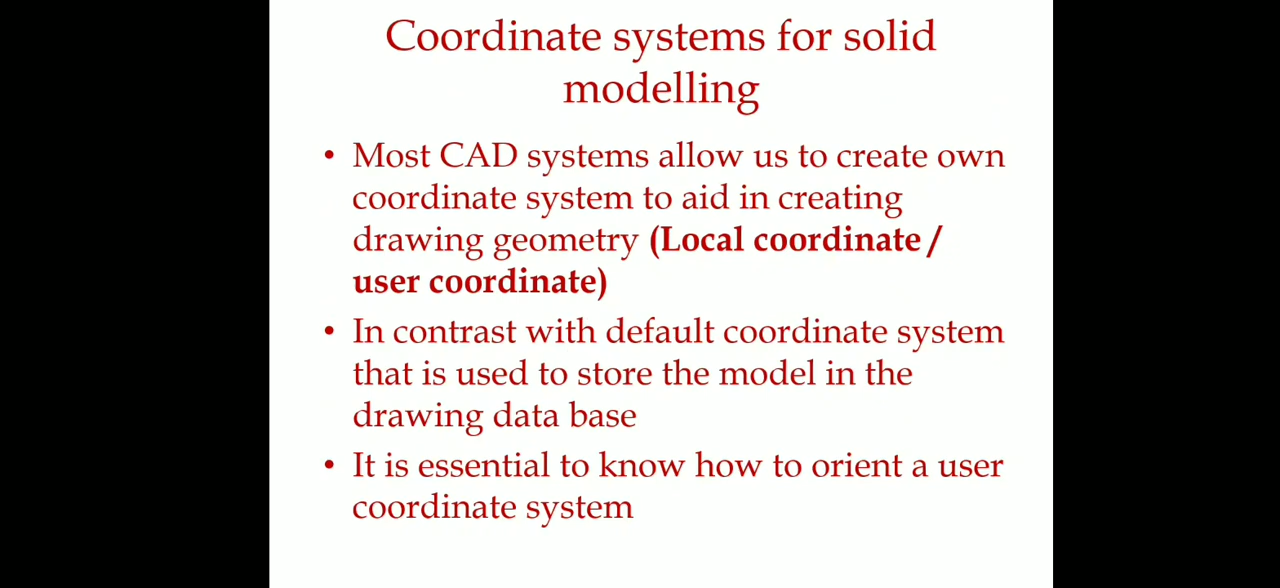 Coordinate systems for solid
modelling
• Most CAD systems allow us to create own
coordinate system to aid in creating
drawing geometry (Local coordinate /
user coordinate)
• In contrast with default coordinate system
that is used to store the model in the
drawing data base
• It is essential to know how to orient a user
coordinate system